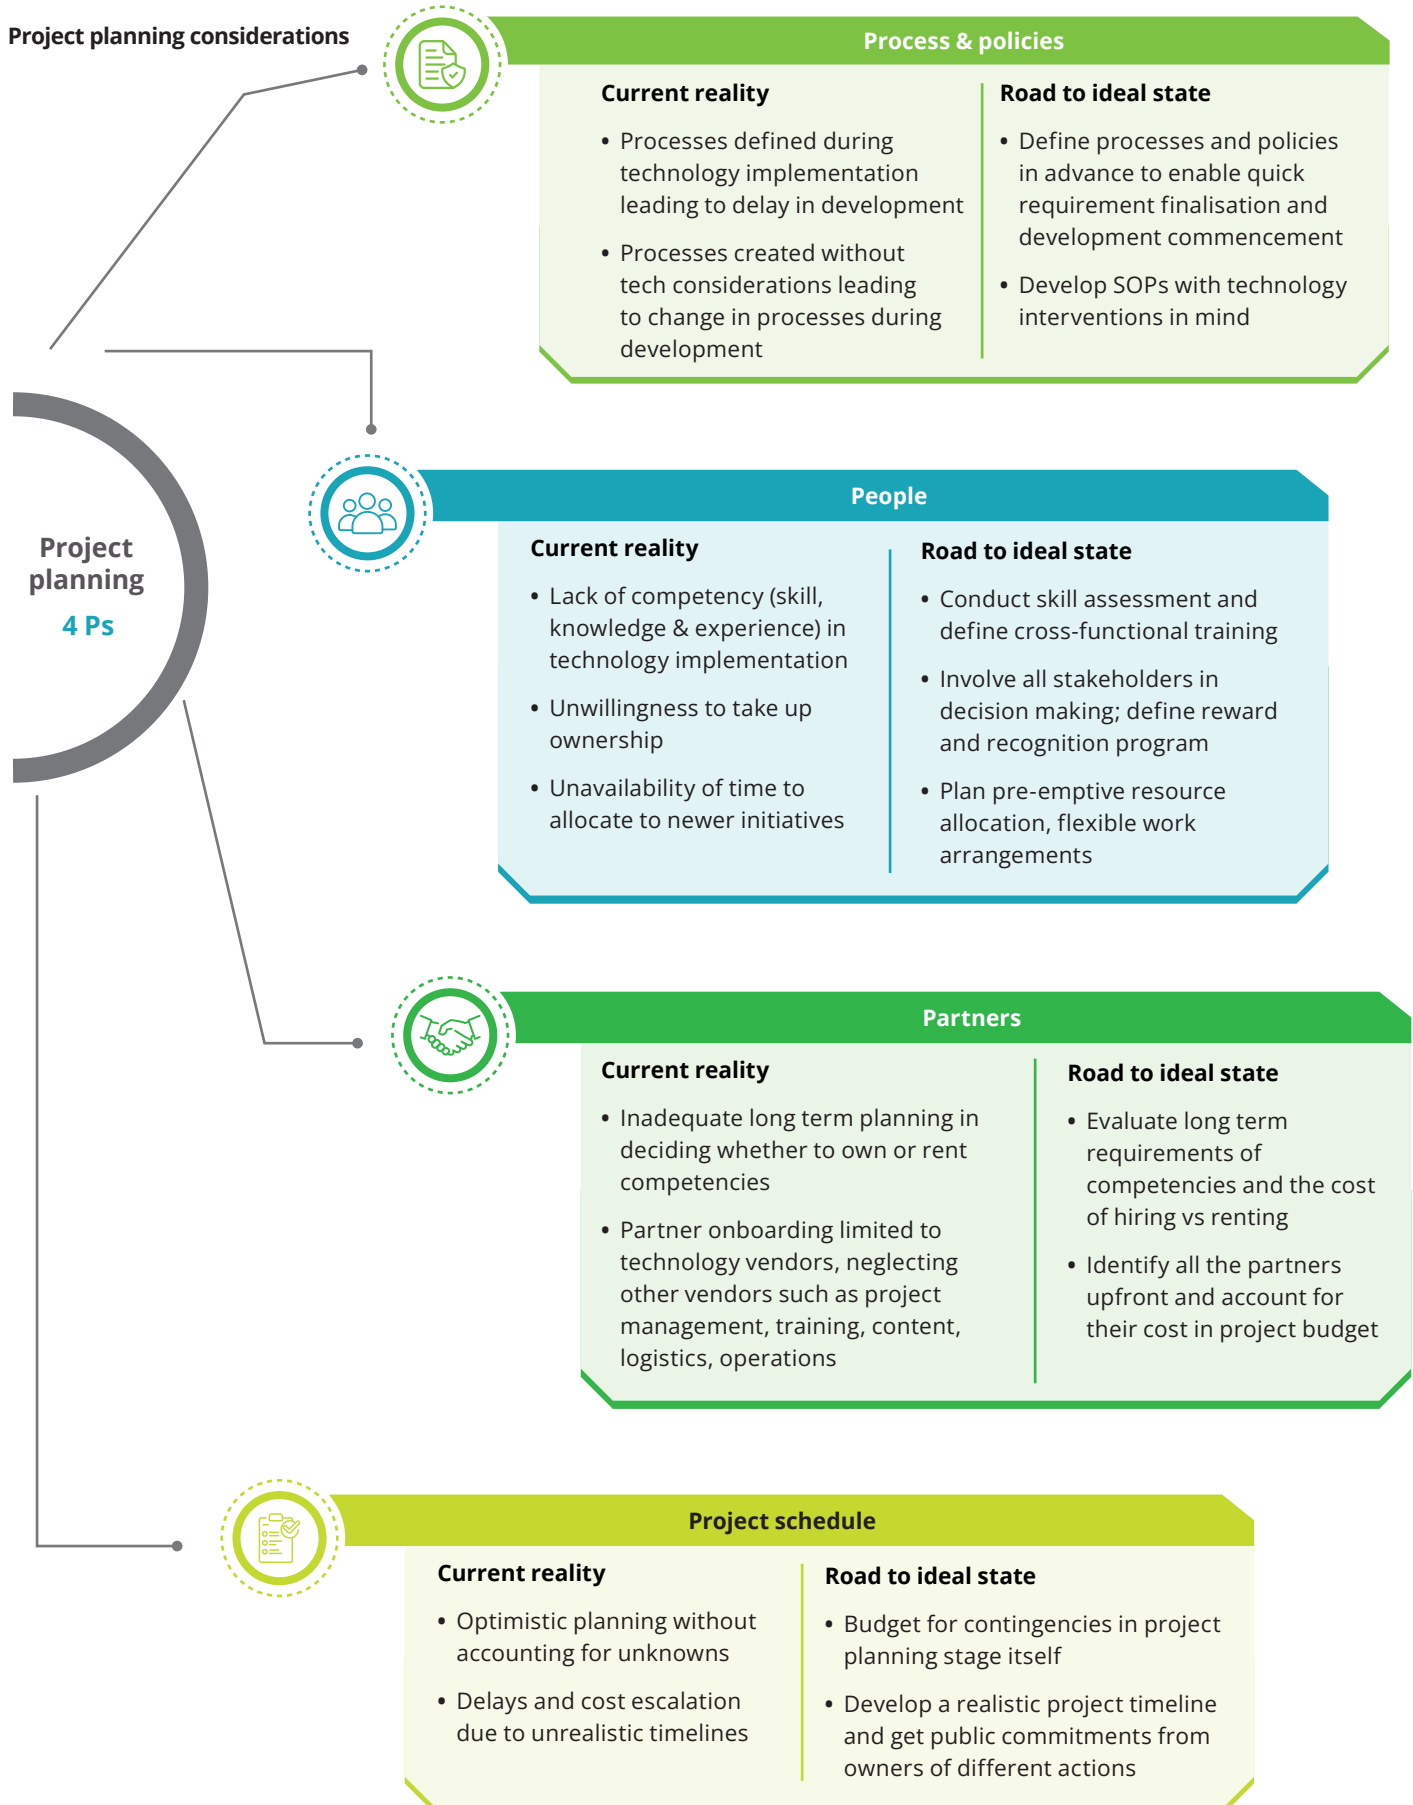 Project planning considerations
Process & policies
Current reality
• Processes defined during
technology implementation
leading to delay in development
• Processes created without
tech considerations leading
to change in processes during
development
Road to ideal state
• Define processes and policies
in advance to enable quick
requirement finalisation and
development commencement
• Develop SOPs with technology
interventions in mind
Project
planning
4 Ps
People
Current reality
• Lack of competency (skill,
knowledge & experience) in
technology implementation
• Unwillingness to take up
ownership
• Unavailability of time to
allocate to newer initiatives
Road to ideal state
• Conduct skill assessment and
define cross-functional training
• Involve all stakeholders in
decision making; define reward
and recognition program
• Plan pre-emptive resource
allocation, flexible work
arrangements
Partners
Current reality
• Inadequate long term planning in
deciding whether to own or rent
competencies
• Partner onboarding limited to
technology vendors, neglecting
other vendors such as project
management, training, content,
logistics, operations
Road to ideal state
• Evaluate long term
requirements of
competencies and the cost
of hiring vs renting
• Identify all the partners
upfront and account for
their cost in project budget
Project schedule
Current reality
• Optimistic planning without
accounting for unknowns
• Delays and cost escalation
due to unrealistic timelines
Road to ideal state
• Budget for contingencies in project
planning stage itself
• Develop a realistic project timeline
and get public commitments from
owners of different actions